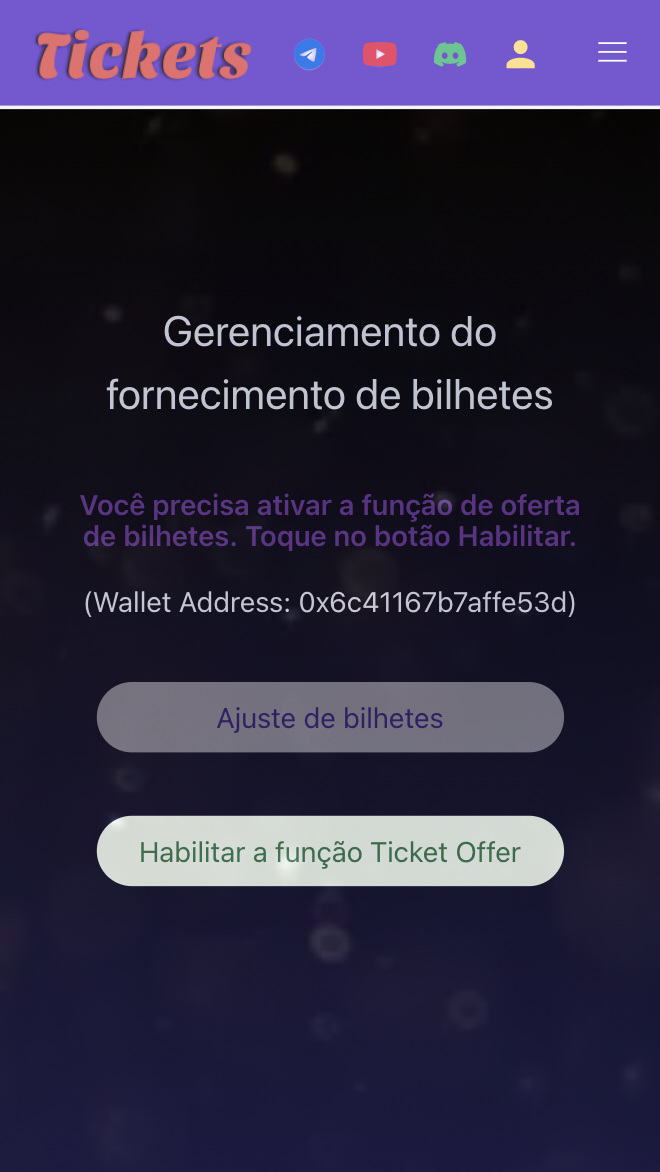 Tickets
Gerenciamento do
fornecimento de bilhetes
Você precisa ativar a função de oferta
de bilhetes. Toque no botão Habilitar.
(Wallet Address: 0x6c41167b7affe53d)
Ajuste de bilhetes
Habilitar a função Ticket Offer